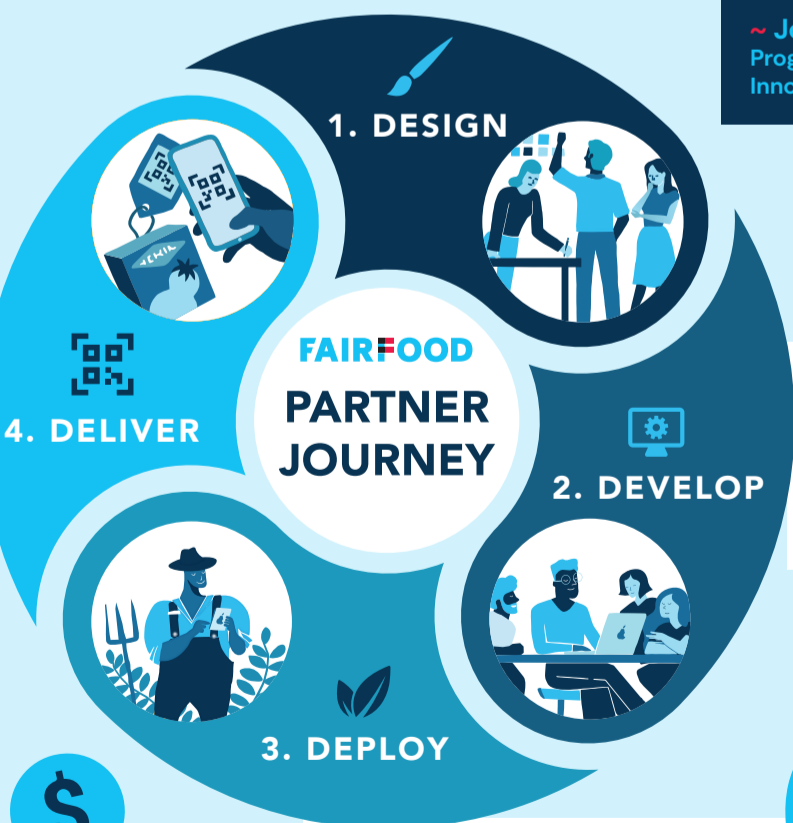 1. DESIGN
FAIRFOOD
PARTNER
JOURNEY
4. DELIVER
2. DEVELOP
3. DEPLOY
$